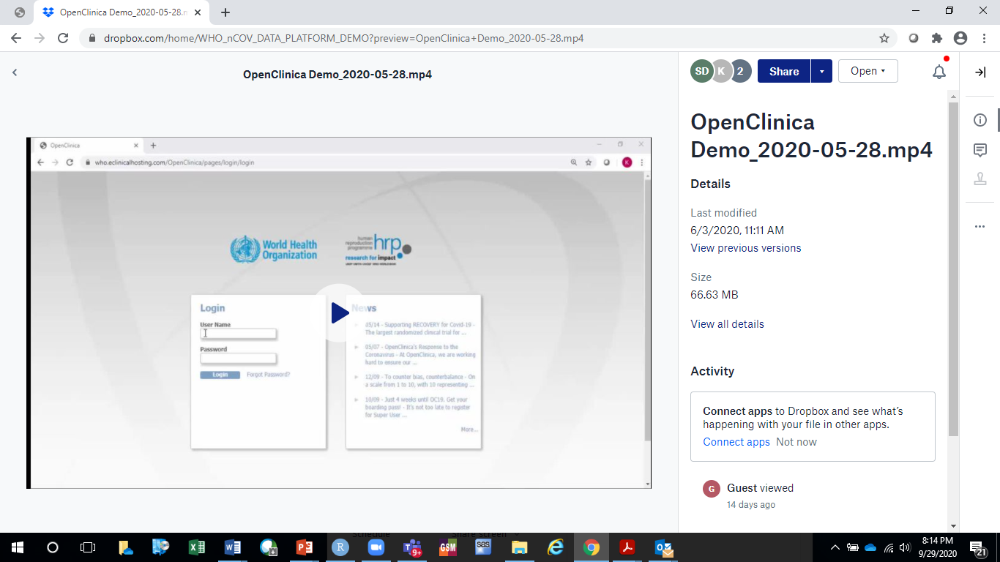 OpenClinica Demo_2020-05-28.m
dropbox.com/home/WHO_nCOV_DATA_PLATFORM_DEMO?preview=OpenClinica+Demo_2020-05-28.mp4
OpenClinica Demo_2020-05-28.mp4
OpenClinica
who.eclinicalhosting.com/OpenClinica/pages/login/login
K
World Health
Organization
human
reproduction
programme
hrp
research for impact
Login
User Name
Password
Login
Forgot Password?
News
05/14 - Supporting RECOVERY for Covid-19 -
The largest randomized clinical trial for ...
05/07 - OpenClinica's Response to the
Coronavirus - At OpenClinica, we are working
hard to ensure our ...
12/09 - To counter bias, counterbalance - On
a scale from 1 to 10, with 10 representing ...
10/09 - Just 4 weeks until OC19. Get your
boarding pass! - It's not too late to register
for Super User ...
More...
SD
K
2
Share
Open
OpenClinica
Demo_2020-05-28.mp4
Details
Last modified
6/3/2020, 11:11 AM
View previous versions
Size
66.63 MB
View all details
Activity
Connect apps to Dropbox and see what's
happening with your file in other apps.
Connect apps Not now
G
Guest viewed
14 days ago
Schedule
Share screen
X
W
P
R
9+
GSM
sas
8:14 PM
9/29/2020
21